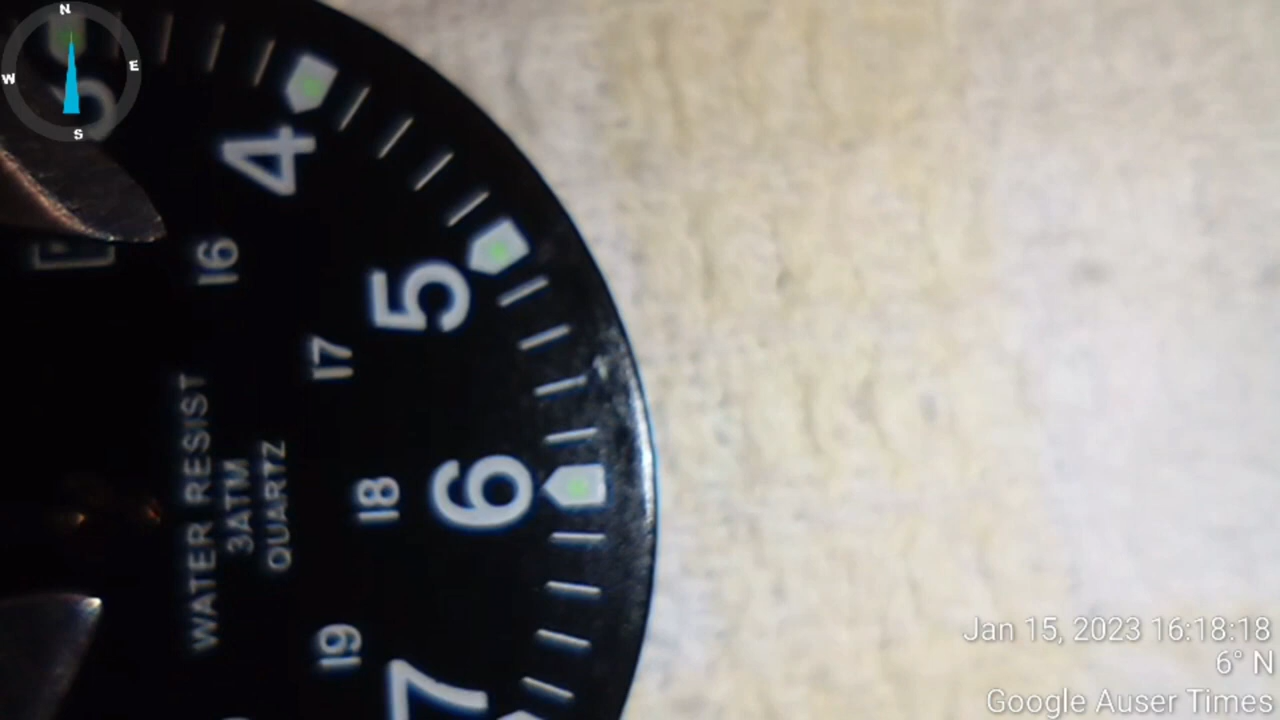 N
W
E
S
4
16
5
17
WATER RESIST
3ATM
QUARTZ
18
6
19
7
Jan 15, 2023 16:18:18
6° N
Google Auser Times